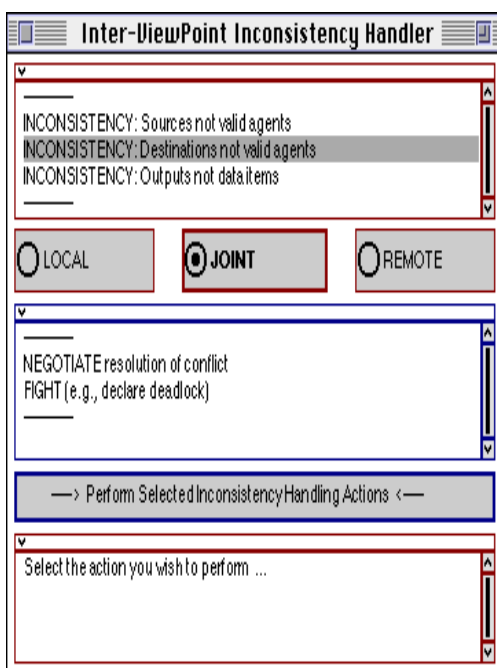 Inter-ViewPoint Inconsistency Handler
INCONSISTENCY: Sources not valid agents
INCONSISTENCY: Destinations not valid agents
INCONSISTENCY: Outputs not data items
LOCAL
JOINT
REMOTE
NEGOTIATE resolution of conflict
FIGHT (e.g., declare deadlock)
—> Perform Selected Inconsistency Handling Actions <—
Select the action you wish to perform ...